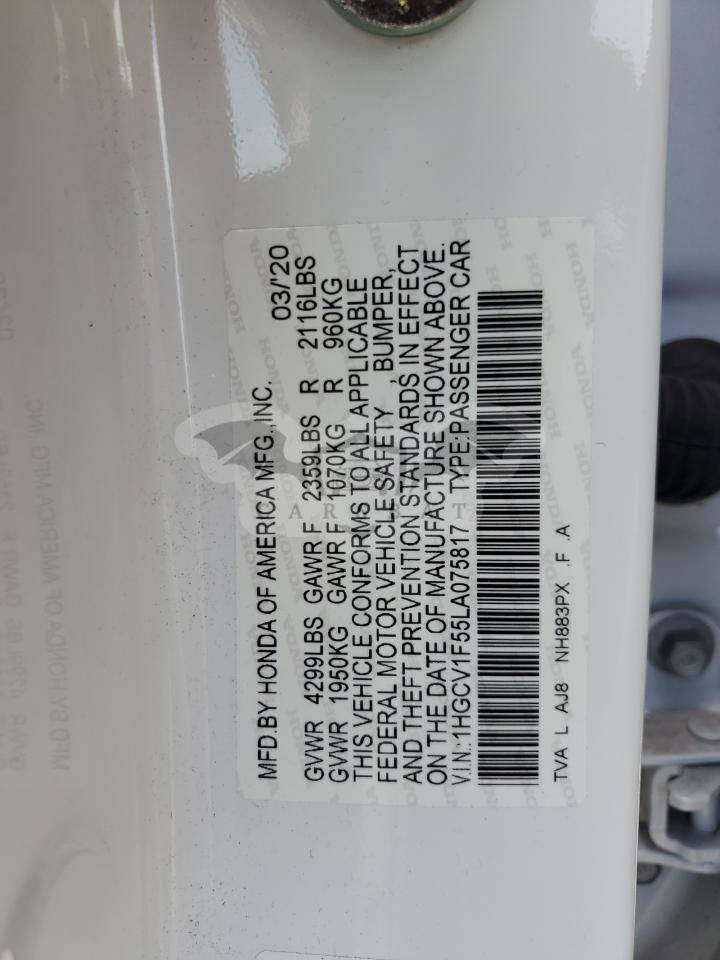 MFD.BY HONDA OF AMERICA MFG.,INC. 03/'20
GVWR 4299LBS GAWR F 2359LBS R 2116LBS
GVWR 1950KG GAWR F 1070KG R 960KG
THIS VEHICLE CONFORMS TO ALL APPLICABLE
FEDERAL MOTOR VEHICLE SAFETY , BUMPER,
AND THEFT PREVENTION STANDARDS IN EFFECT
ON THE DATE OF MANUFACTURE SHOWN ABOVE.
V.I.N.:1HGCV1F55LA075817 TYPE:PASSENGER CAR
TVA L AJ8 NH883PX .F .A